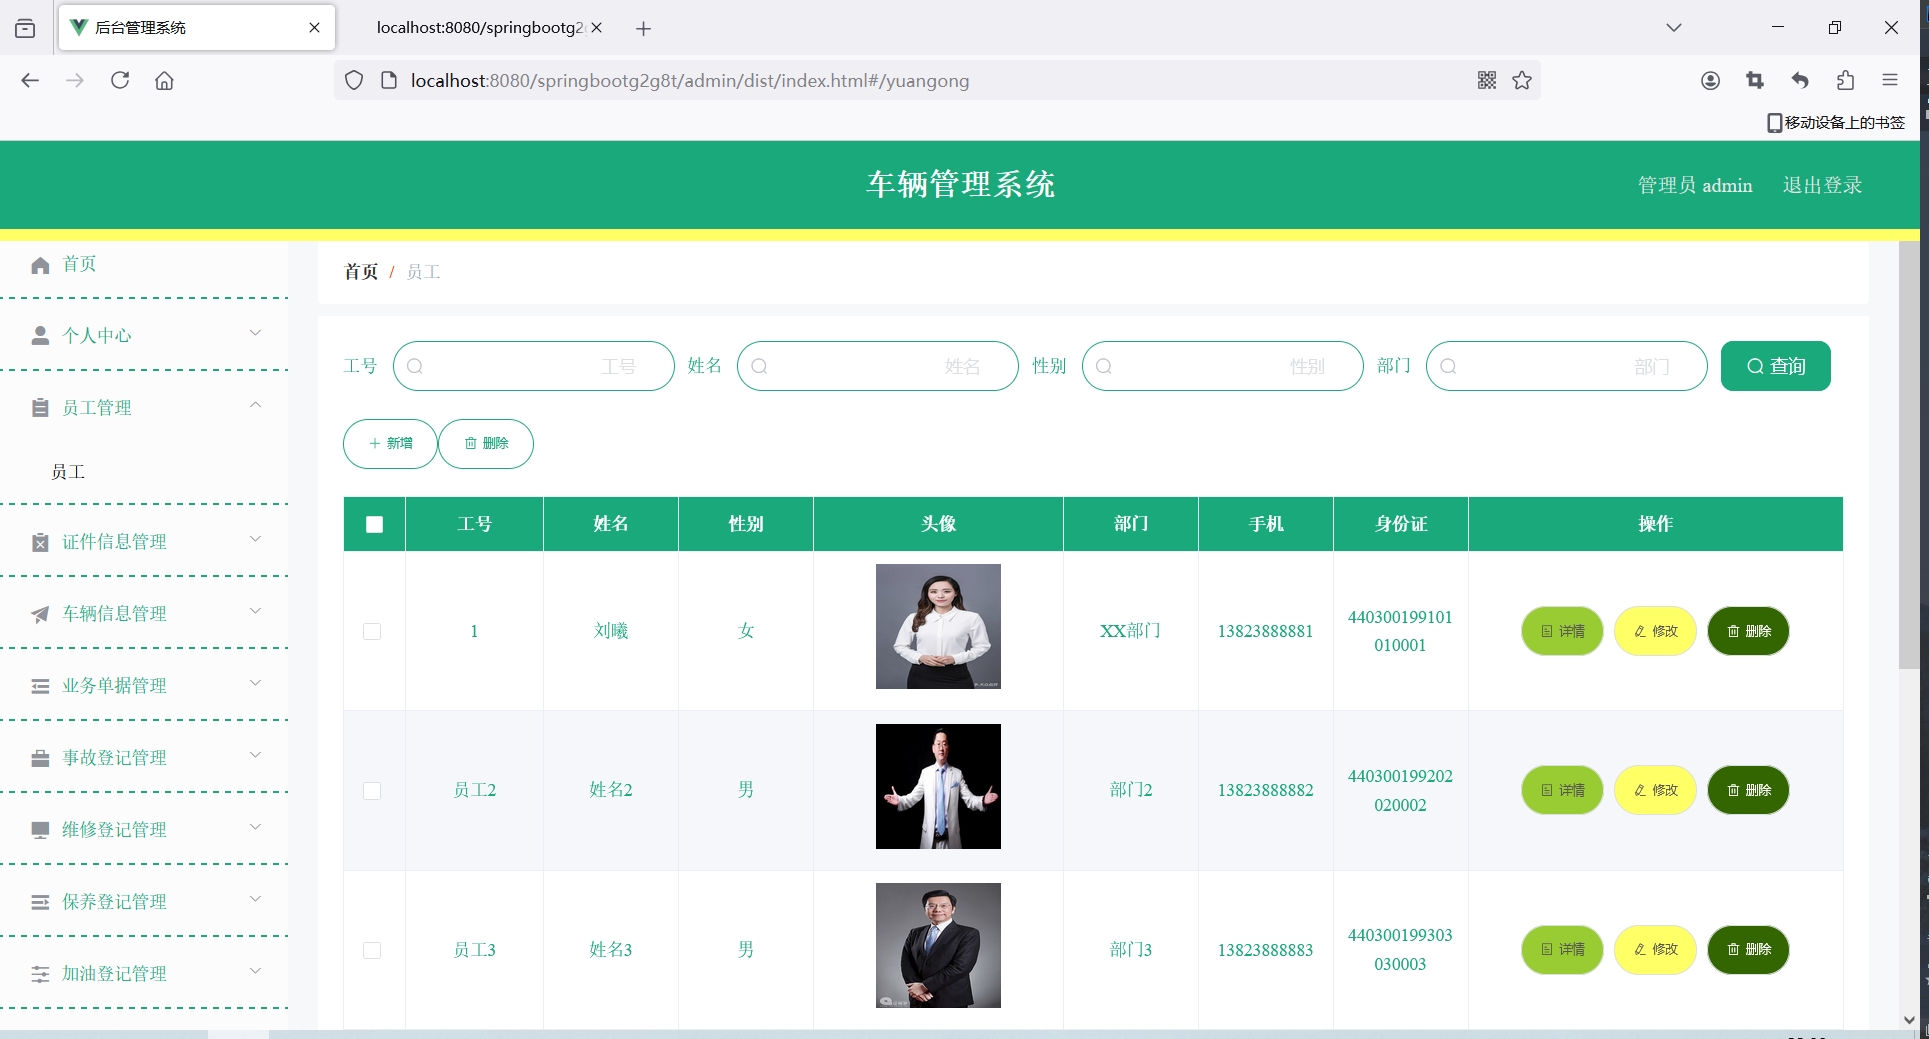 后台管理系统
localhost:8080/springbootg2
localhost:8080/springbootg2g8t/admin/dist/index.html#/yuangong
移动设备上的书签
车辆管理系统
管理员 admin 退出登录
首页
个人中心
员工管理
员工
证件信息管理
车辆信息管理
业务单据管理
事故登记管理
维修登记管理
保养登记管理
加油登记管理
首页 / 员工
工号 工号 姓名 姓名 性别 性别 部门 部门 查询
新增 删除
工号 姓名 性别 头像 部门 手机 身份证 操作
1 刘曦 女 XX部门 13823888881 440300199101010001 详情 修改 删除
员工2 姓名2 男 部门2 13823888882 440300199202020002 详情 修改 删除
员工3 姓名3 男 部门3 13823888883 440300199303030003 详情 修改 删除